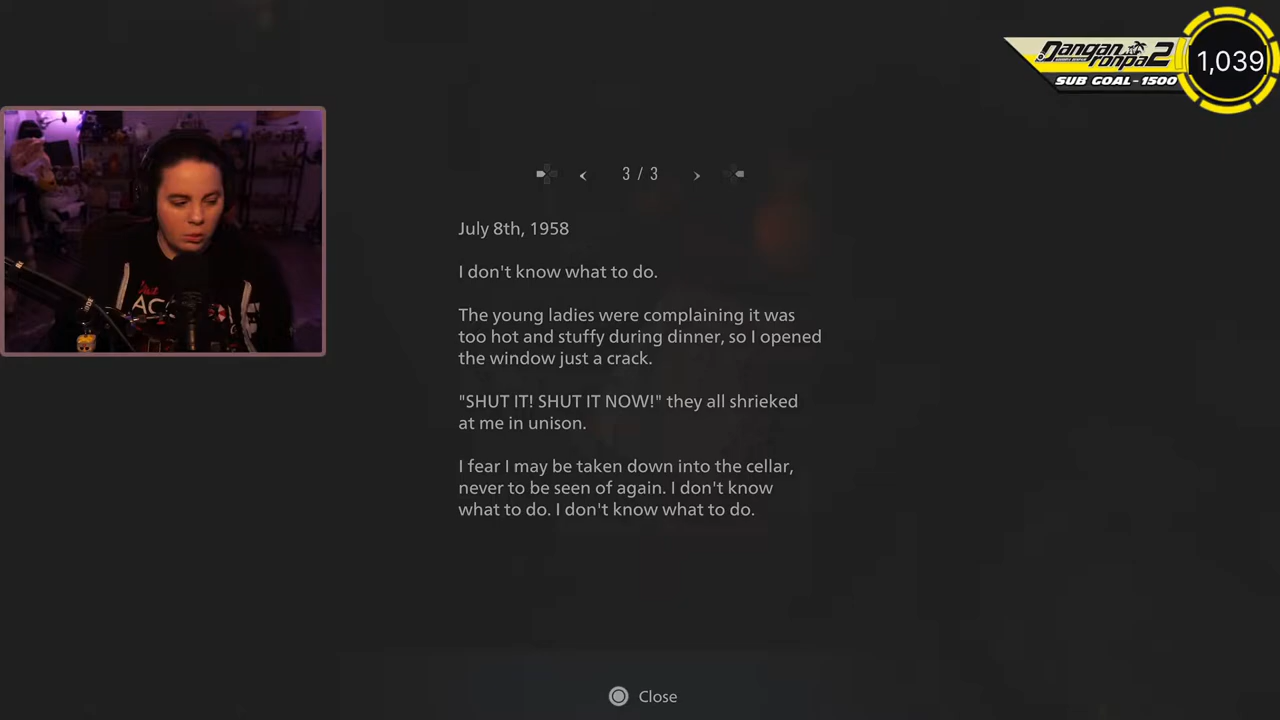 Dangan
ronpa 2
SUB GOAL-1500
1,039
3 / 3
July 8th, 1958
I don't know what to do.
The young ladies were complaining it was
too hot and stuffy during dinner, so I opened
the window just a crack.
"SHUT IT! SHUT IT NOW!" they all shrieked
at me in unison.
I fear I may be taken down into the cellar,
never to be seen of again. I don't know
what to do. I don't know what to do.
Close